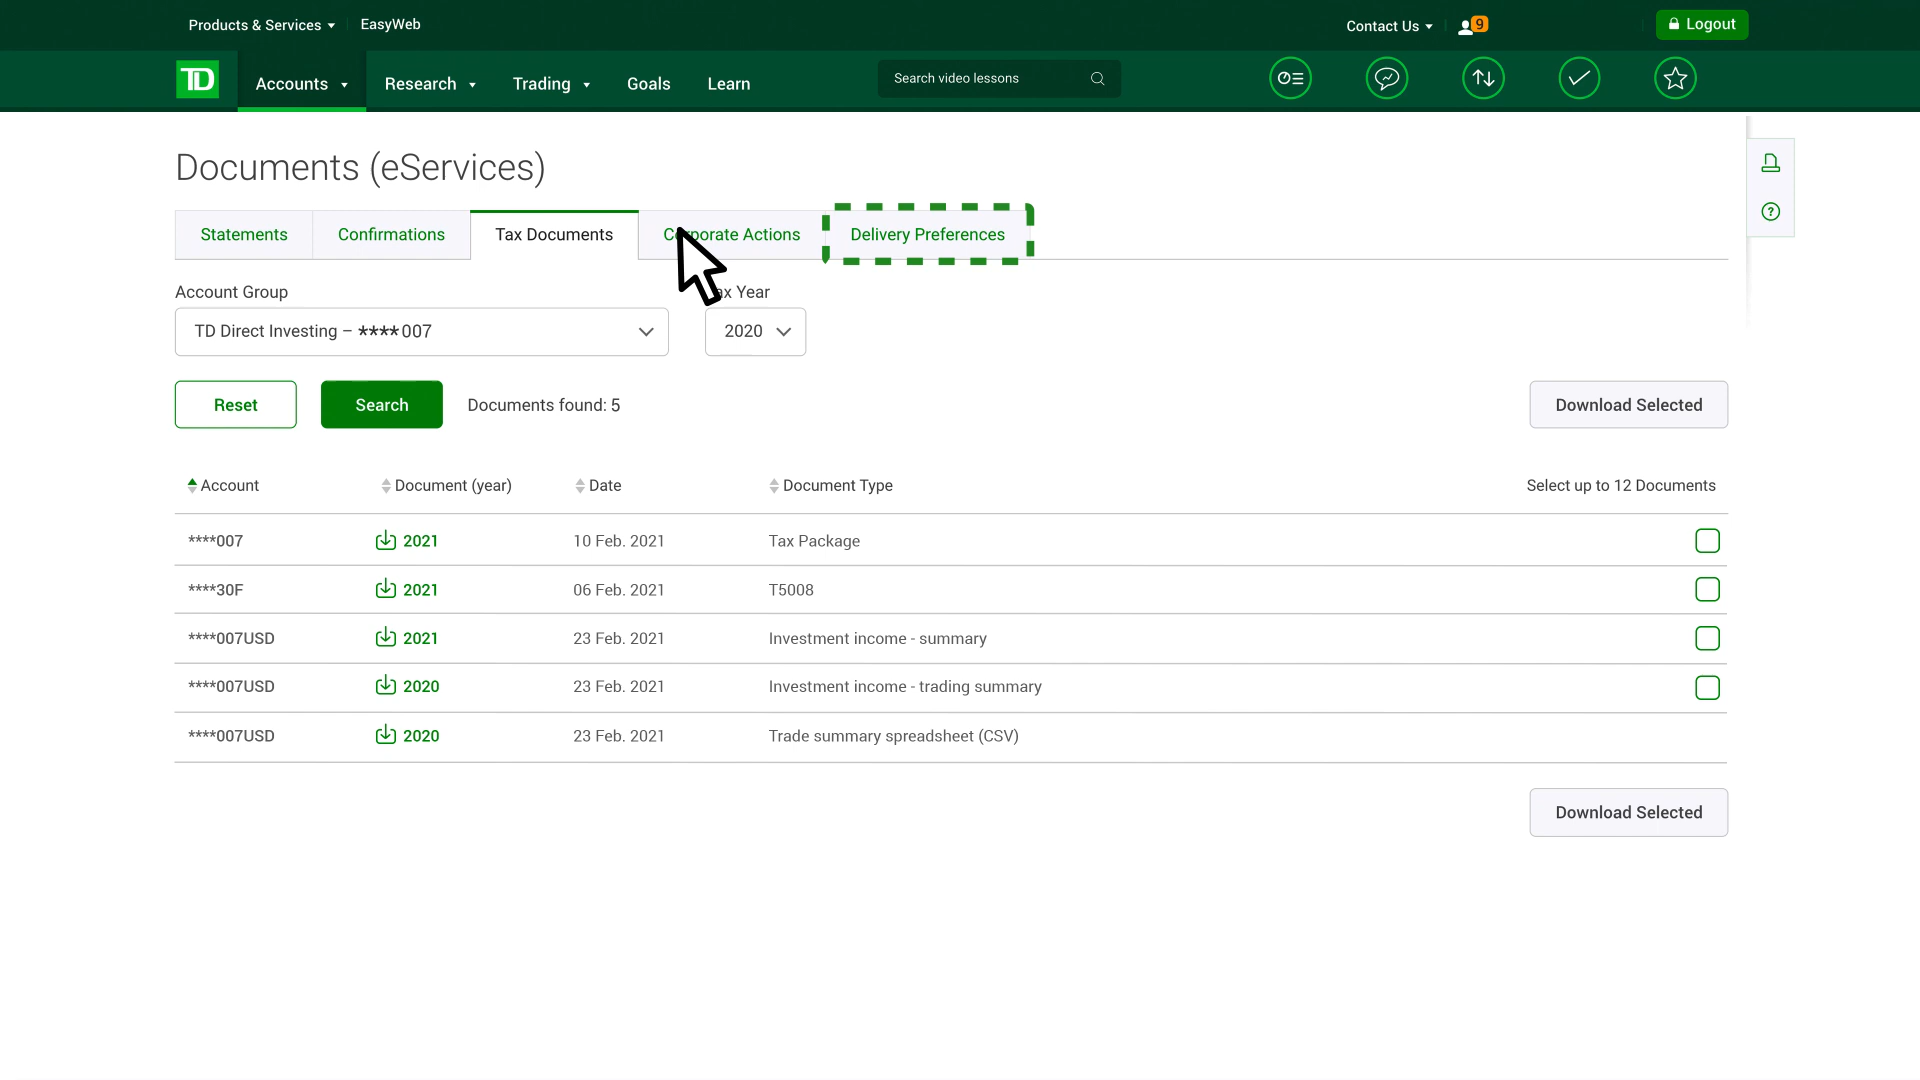 Products & Services EasyWeb Contact Us 9 Logout
TD Accounts Research Trading Goals Learn Search video lessons
Documents (eServices)
Statements Confirmations Tax Documents Corporate Actions Delivery Preferences
Account Group Year
TD Direct Investing – ****007 2020
Reset Search Documents found: 5 Download Selected
Account Document (year) Date Document Type Select up to 12 Documents
****007 2021 10 Feb. 2021 Tax Package
****30F 2021 06 Feb. 2021 T5008
****007USD 2021 23 Feb. 2021 Investment income - summary
****007USD 2020 23 Feb. 2021 Investment income - trading summary
****007USD 2020 23 Feb. 2021 Trade summary spreadsheet (CSV)
Download Selected